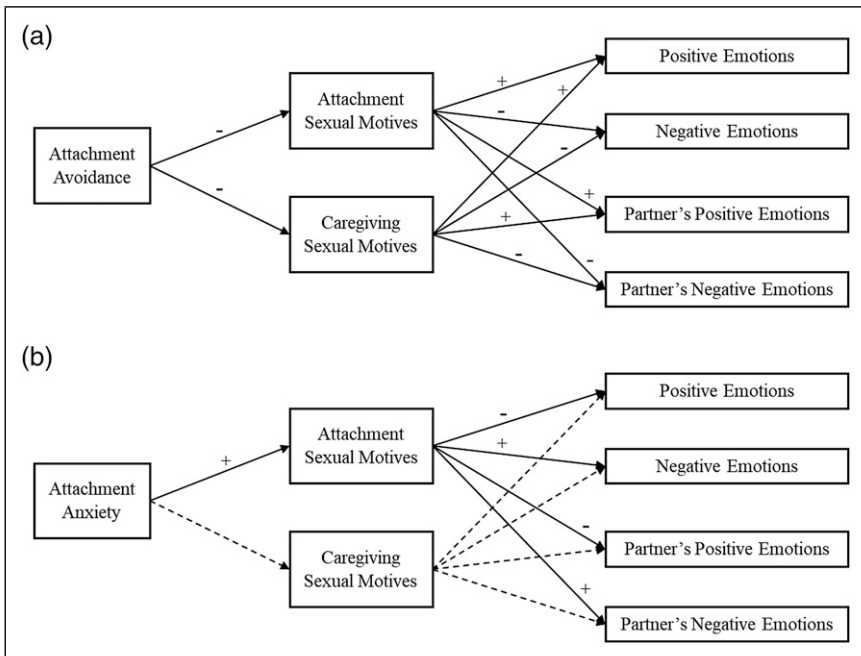 (a)
Positive Emotions
+
+
Attachment
Sexual Motives
-
-
Negative Emotions
-
Attachment
Avoidance
-
+
Partner's Positive Emotions
Caregiving
Sexual Motives
+
-
-
Partner's Negative Emotions
(b)
Positive Emotions
-
Attachment
Sexual Motives
+
+
Negative Emotions
Attachment
Anxiety
-
Partner's Positive Emotions
Caregiving
Sexual Motives
+
Partner's Negative Emotions